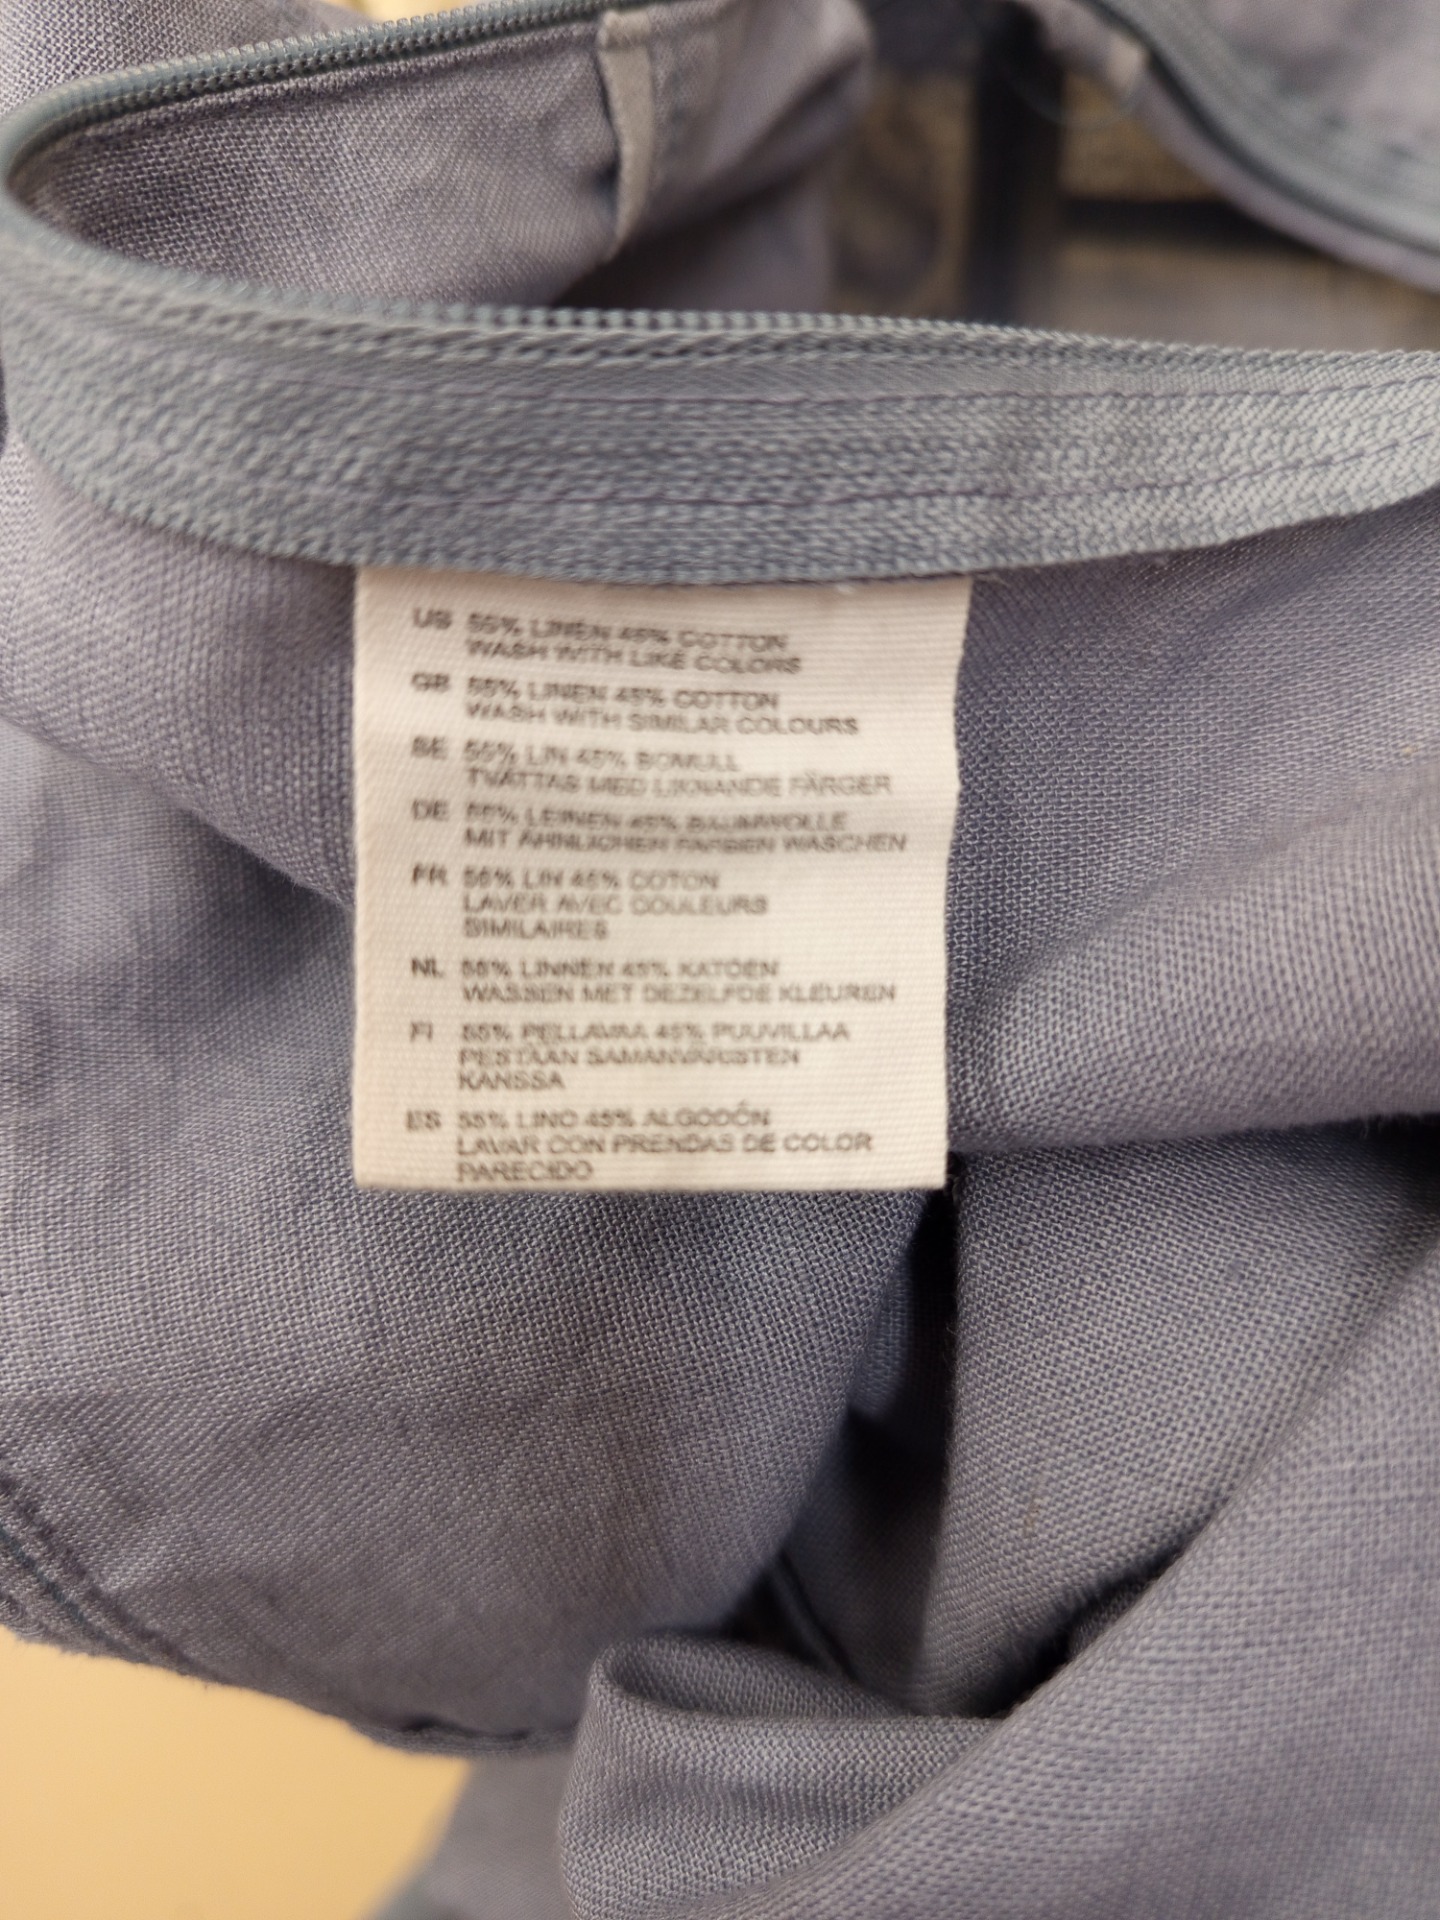 US 55% LINEN 45% COTTON
WASH WITH LIKE COLORS
GB 55% LINEN 45% COTTON
WASH WITH SIMILAR COLOURS
SE 55% LIN 45% BOMULL
TVÄTTAS MED LIKNANDE FÄRGER
DE 55% LEINEN 45% BAUMWOLLE
MIT ÄHNLICHEN FARBEN WASCHEN
FR 55% LIN 45% COTON
LAVER AVEC COULEURS
SIMILAIRES
NL 55% LINNEN 45% KATOEN
WASSEN MET DEZELFDE KLEUREN
FI 55% PELLAVAA 45% PUUVILLAA
PESTÄÄN SAMANVÄRISTEN
KANSSA
ES 55% LINO 45% ALGODÓN
LAVAR CON PRENDAS DE COLOR
PARECIDO